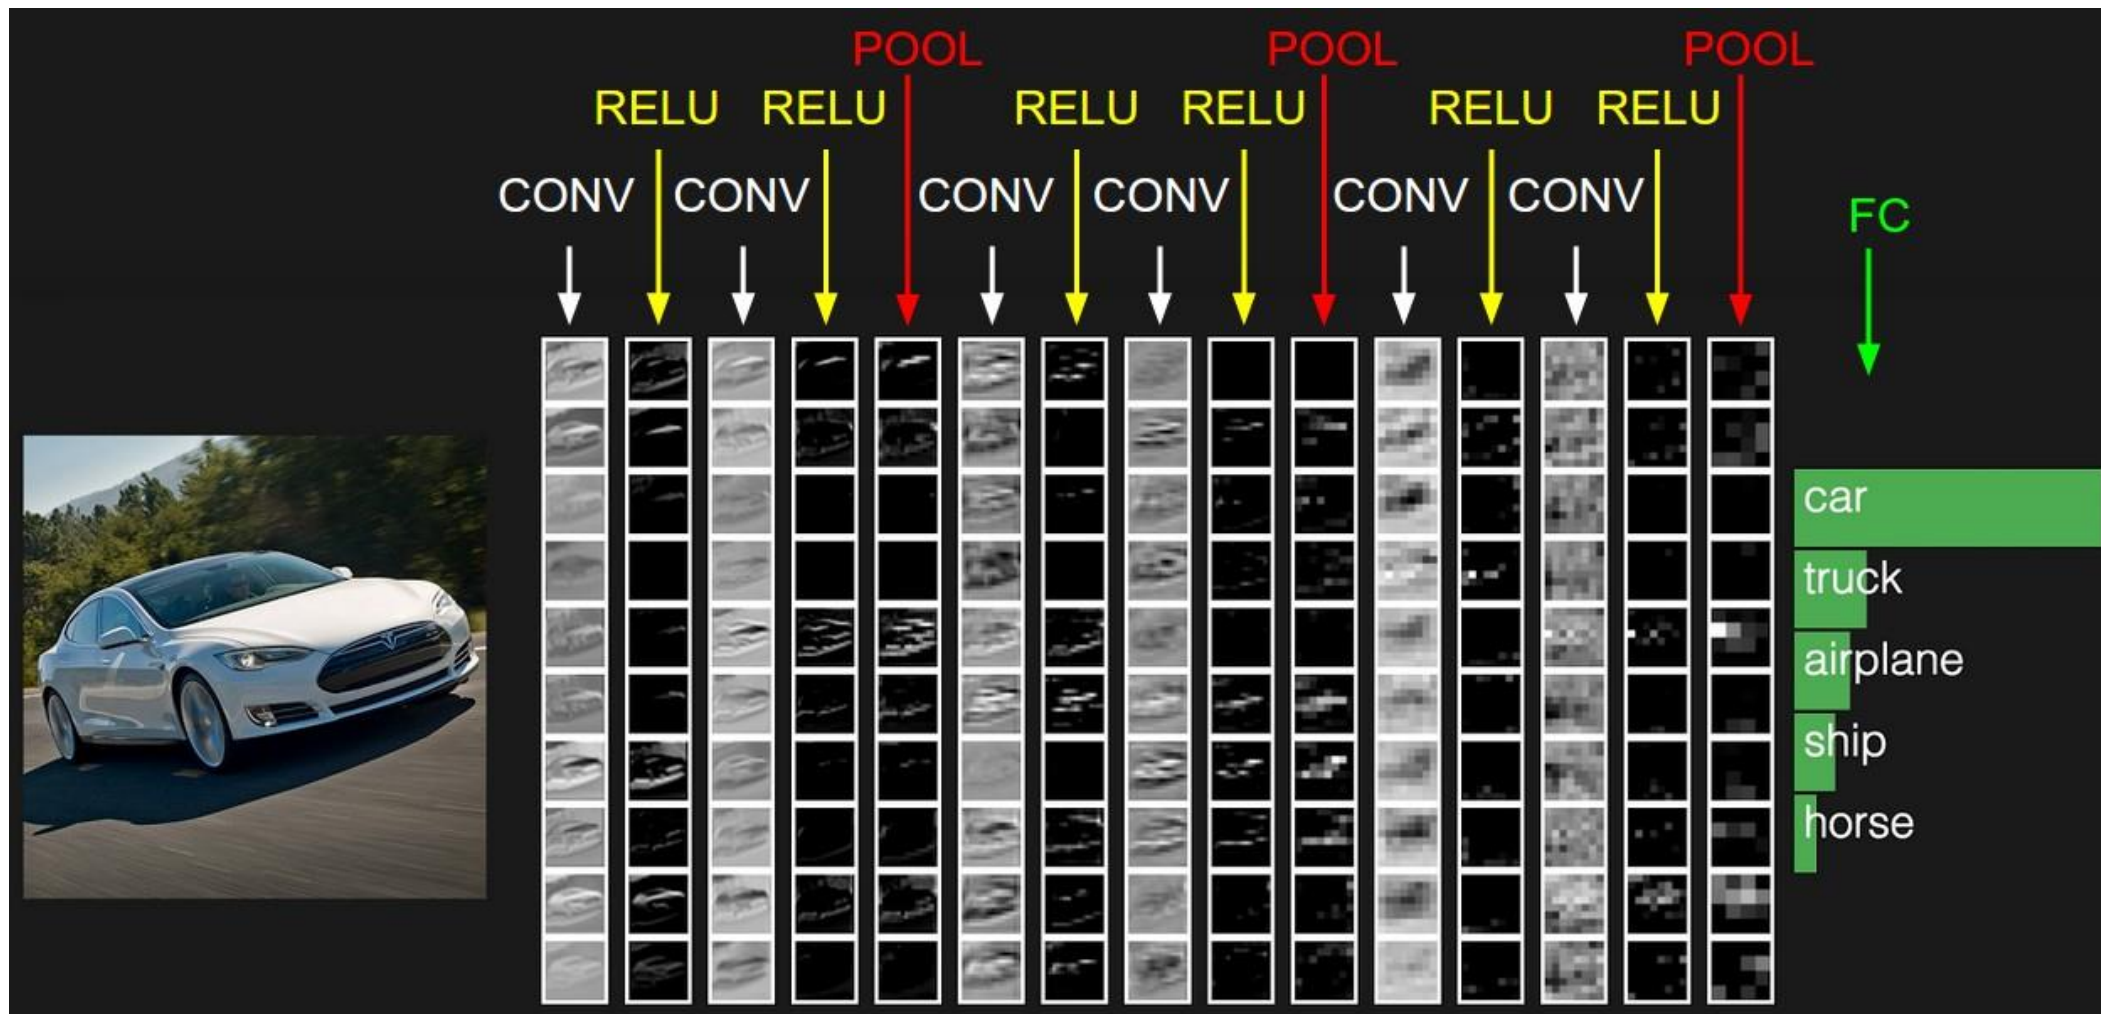 POOL POOL POOL
RELU RELU RELU RELU RELU RELU
CONV CONV CONV CONV CONV CONV
FC
car
truck
airplane
ship
horse